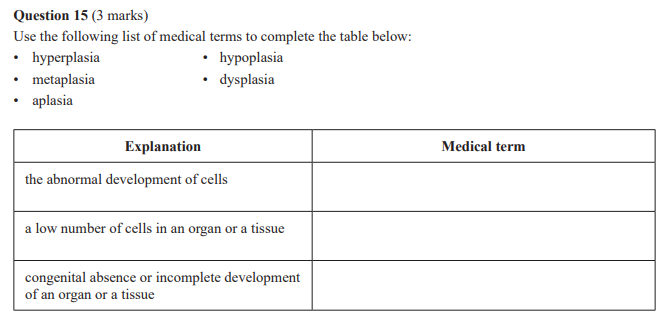 Question 15 (3 marks)
Use the following list of medical terms to complete the table below:
• hyperplasia • hypoplasia
• metaplasia • dysplasia
• aplasia
Explanation Medical term
the abnormal development of cells
a low number of cells in an organ or a tissue
congenital absence or incomplete development
of an organ or a tissue